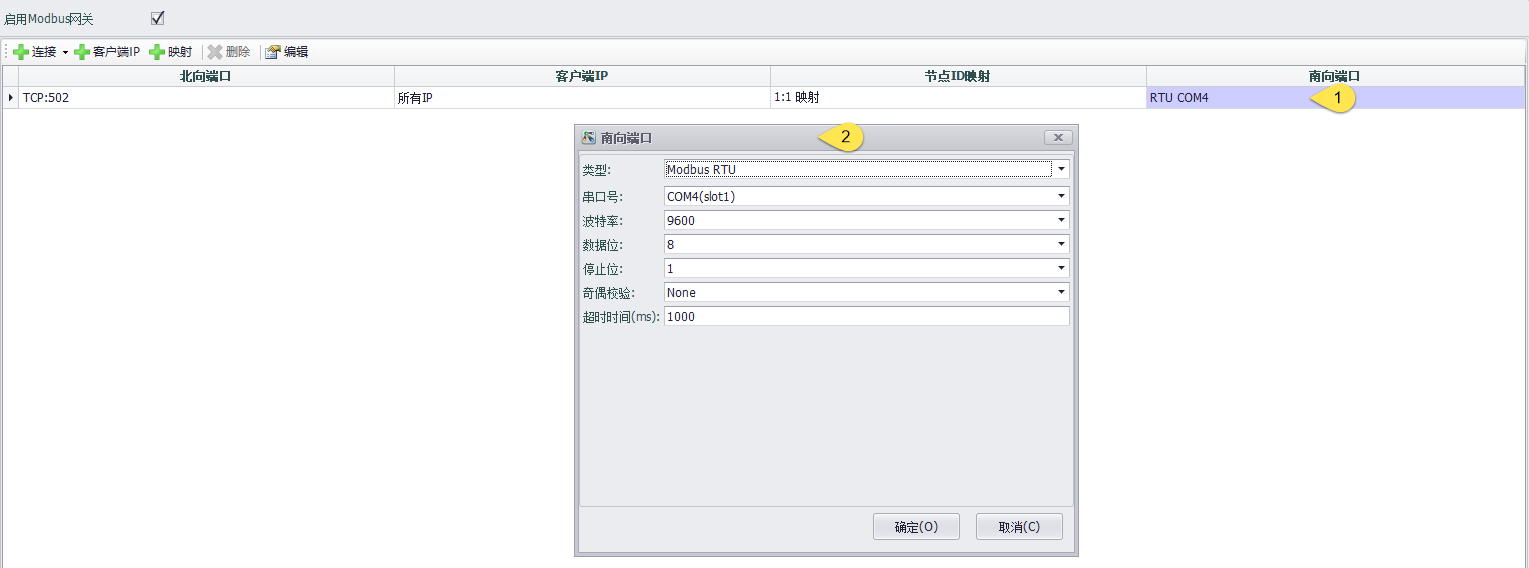 启用Modbus网关
连接 客户端IP 映射 删除 编辑
北向端口 客户端IP 节点ID映射 南向端口
TCP:502 所有IP 1:1 映射 RTU COM4 1
南向端口 2
类型: Modbus RTU
串口号: COM4(slot1)
波特率: 9600
数据位: 8
停止位: 1
奇偶校验: None
超时时间(ms): 1000
确定(O) 取消(C)